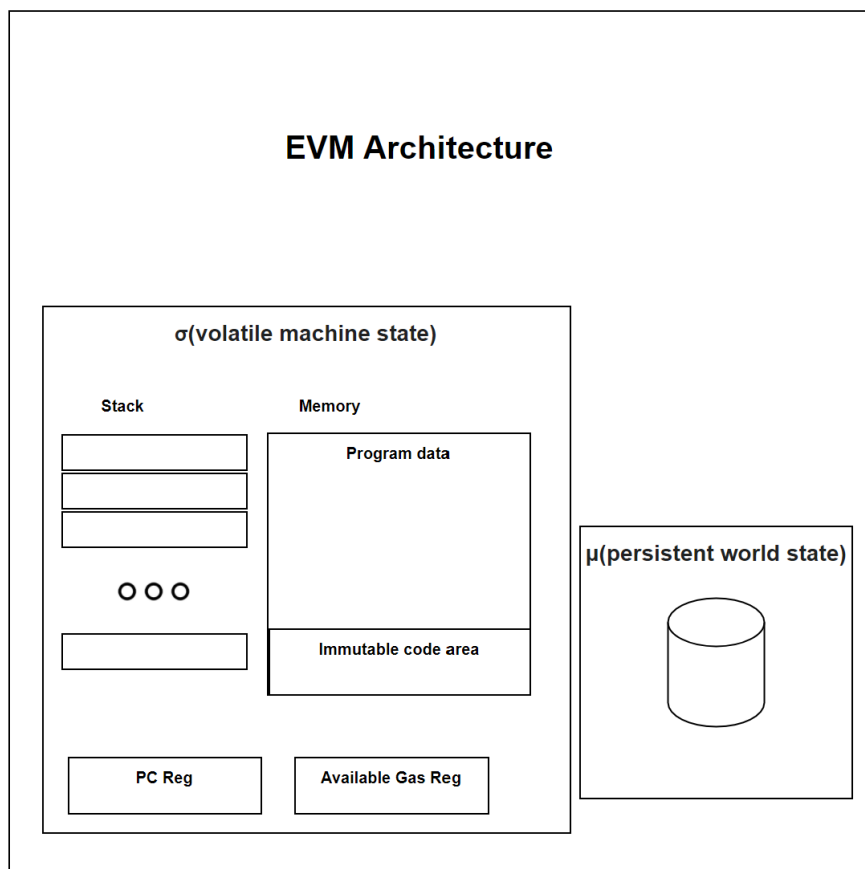 EVM Architecture
σ(volatile machine state)
Stack
Memory
Program data
Immutable code area
PC Reg
Available Gas Reg
μ(persistent world state)